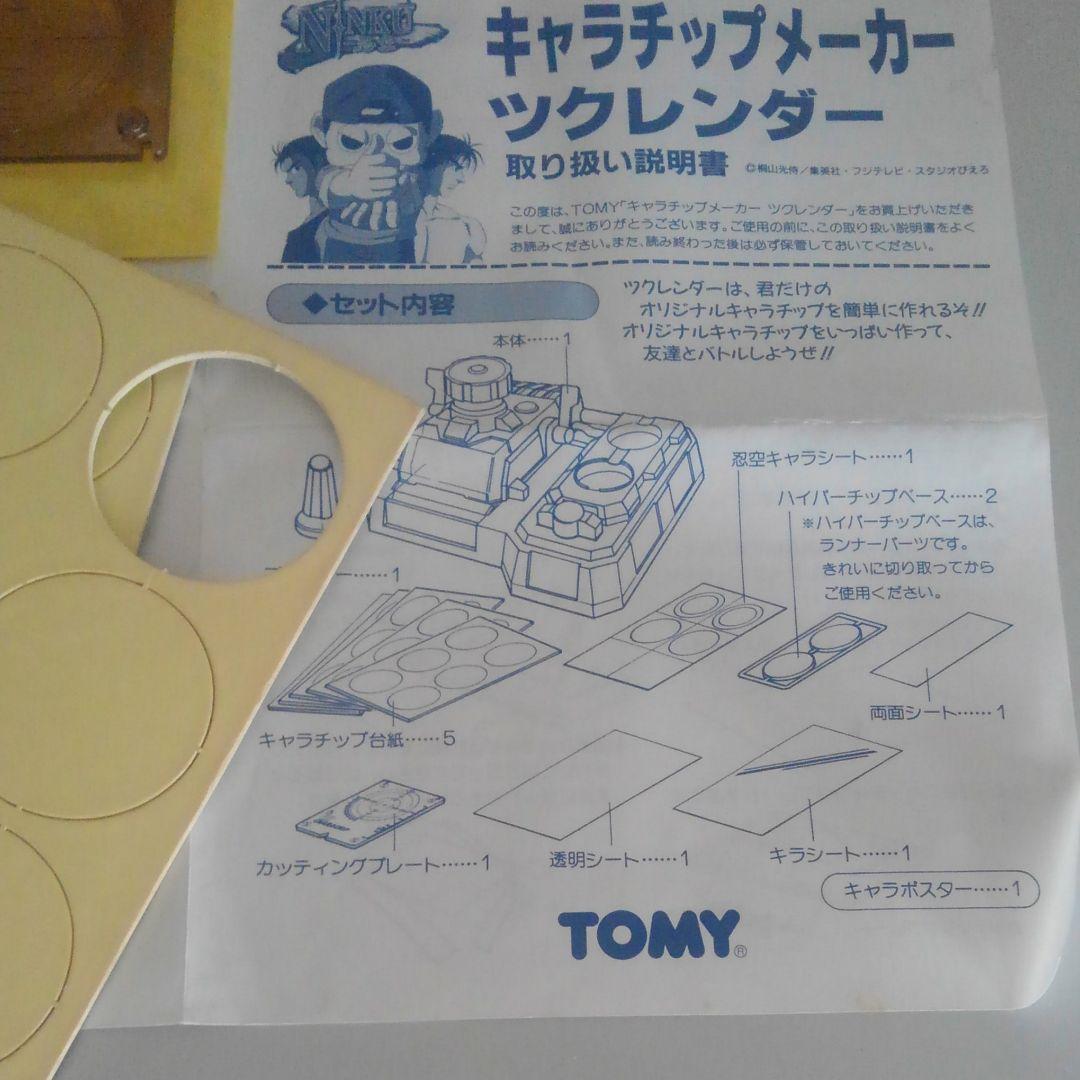 NINKU
キャラチップメーカー
ツクレンダー
取り扱い説明書
©桐山光侍/集英社・フジテレビ・スタジオぴえろ
この度は、TOMY「キャラチップメーカー ツクレンダー」をお買上げいただき
まして、誠にありがとうございます。ご使用の前に、この取り扱い説明書をよく
お読みください。また、読み終わった後は必ず保管しておいてください。
◆セット内容
ツクレンダーは、君だけの
オリジナルキャラチップを簡単に作れるぞ!!
オリジナルキャラチップをいっぱい作って、
友達とバトルしようぜ!!
本体……1
忍空キャラシート……1
ハイパーチップベース……2
※ハイパーチップベースは、
ランナーパーツです。
きれいに切り取ってから
ご使用ください。
ー……1
両面シート……1
キャラチップ台紙……5
カッティングプレート……1
透明シート……1
キラシート……1
キャラポスター……1
TOMY®